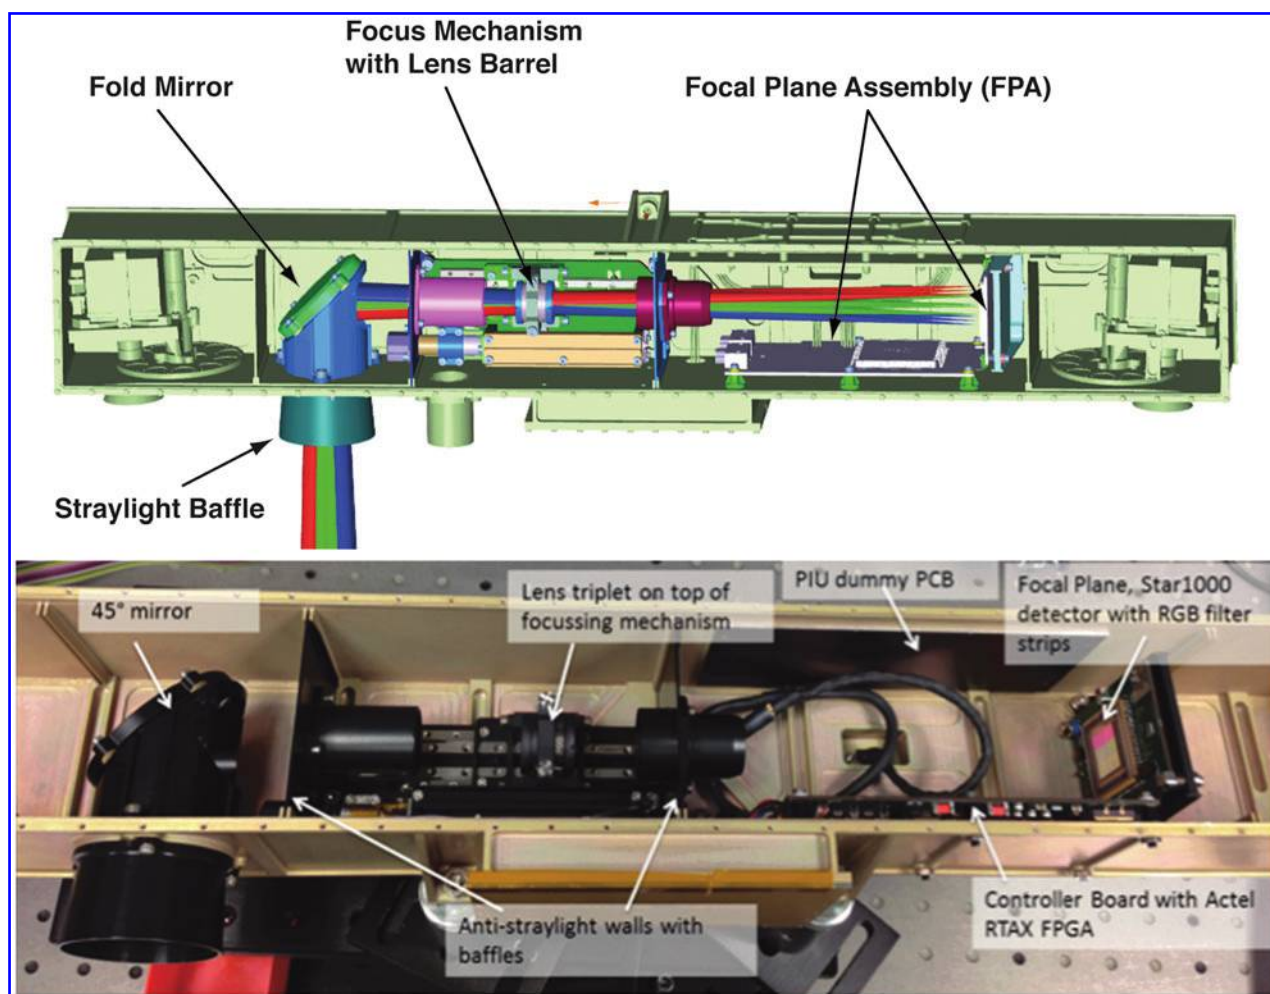 Focus Mechanism
with Lens Barrel
Fold Mirror
Focal Plane Assembly (FPA)
Straylight Baffle
45° mirror
Lens triplet on top of
focussing mechanism
PIU dummy PCB
Focal Plane, Star1000
detector with RGB filter
strips
Anti-straylight walls with
baffles
Controller Board with Actel
RTAX FPGA